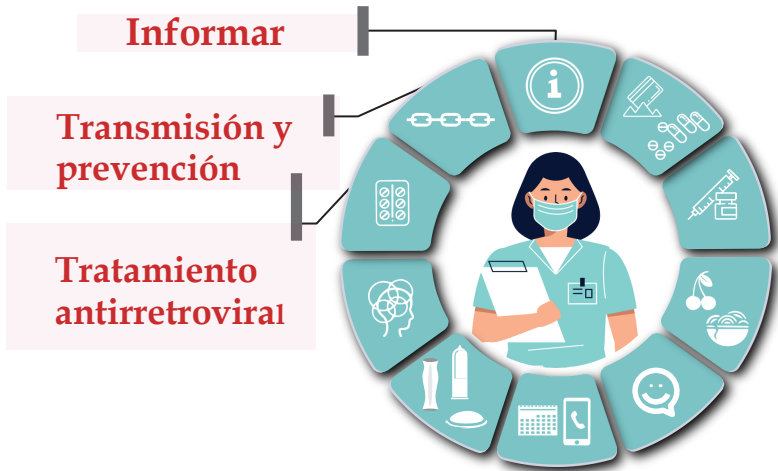 Informar
Transmisión y
prevención
Tratamiento
antirretroviral